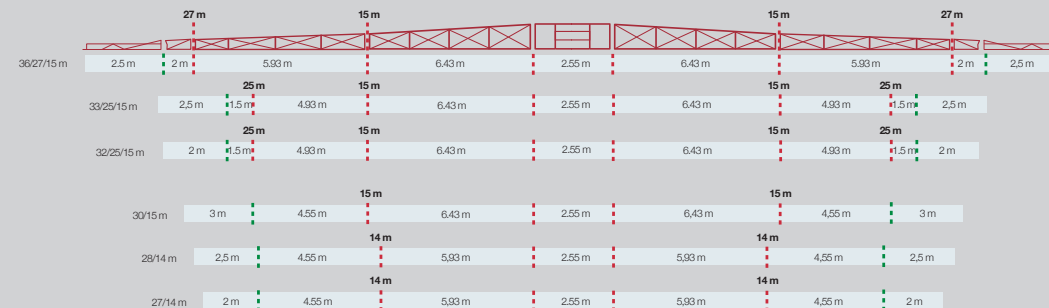 27 m 15 m 15 m 27 m
36/27/15 m 2.5 m 2 m 5.93 m 6.43 m 2.55 m 6.43 m 5.93 m 2 m 2,5 m
25 m 15 m 15 m 25 m
33/25/15 m 2,5 m 1.5 m 4.93 m 6.43 m 2.55 m 6.43 m 4.93 m 1.5 m 2,5 m
25 m 15 m 15 m 25 m
32/25/15 m 2 m 1.5 m 4.93 m 6.43 m 2.55 m 6.43 m 4.93 m 1.5 m 2 m
15 m 15 m
30/15 m 3 m 4.55 m 6,43 m 2.55 m 6,43 m 4,55 m 3 m
14 m 14 m
28/14 m 2,5 m 4.55 m 5,93 m 2.55 m 5,93 m 4,55 m 2,5 m
14 m 14 m
27/14 m 2 m 4.55 m 5,93 m 2.55 m 5,93 m 4,55 m 2 m